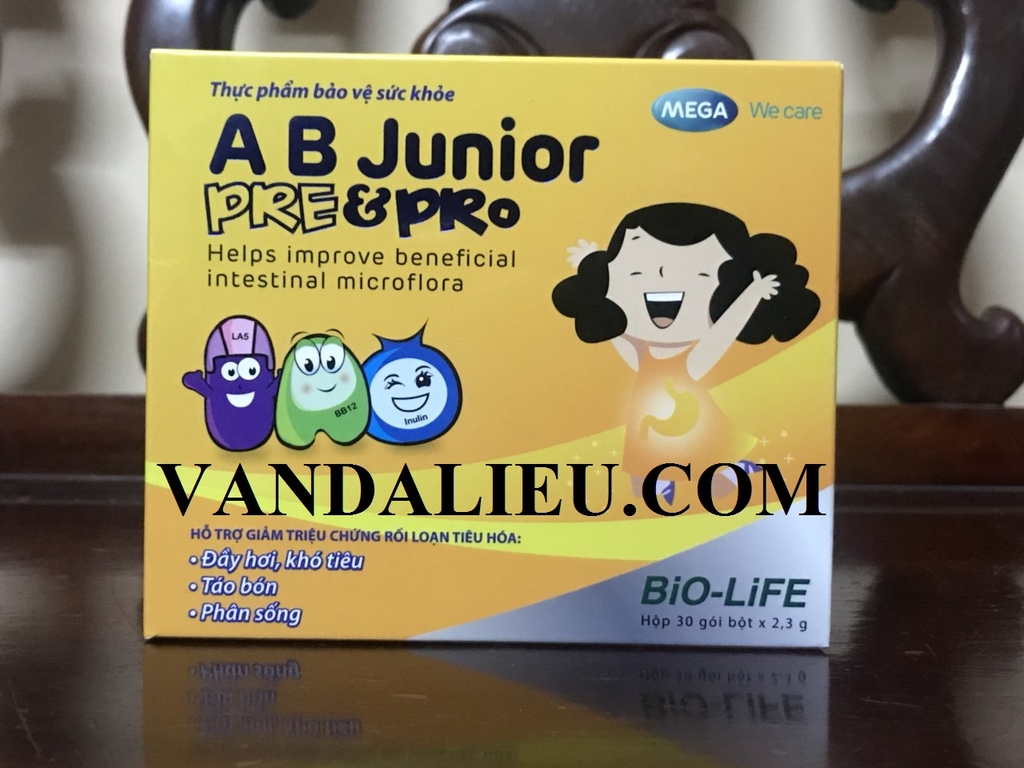 Thực phẩm bảo vệ sức khỏe
MEGA We care
A B Junior
PRE & PRO
Helps improve beneficial
intestinal microflora
LA5
BB12
Inulin
VANDALIEU.COM
HỖ TRỢ GIẢM TRIỆU CHỨNG RỐI LOẠN TIÊU HÓA:
• Đầy hơi, khó tiêu
• Táo bón
• Phân sống
BiO-LiFE
Hộp 30 gói bột x 2,3 g